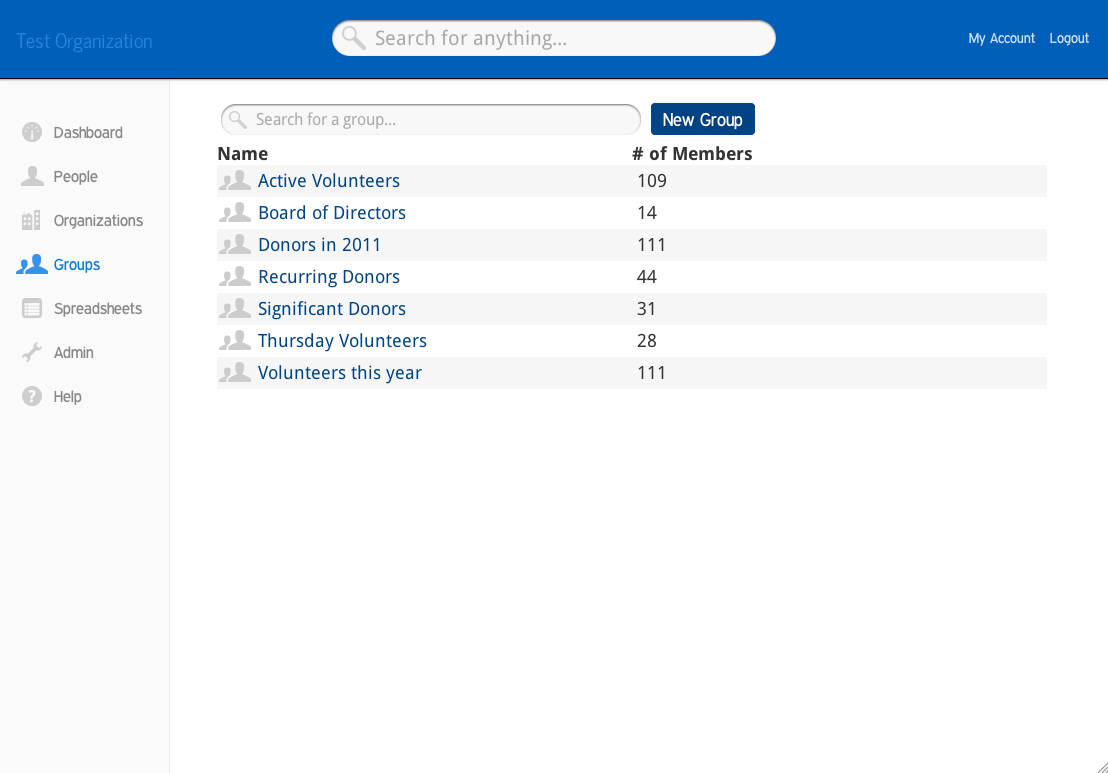 Test Organization
Search for anything...
My Account Logout
Dashboard
People
Organizations
Groups
Spreadsheets
Admin
Help
Search for a group...
New Group
Name # of Members
Active Volunteers 109
Board of Directors 14
Donors in 2011 111
Recurring Donors 44
Significant Donors 31
Thursday Volunteers 28
Volunteers this year 111